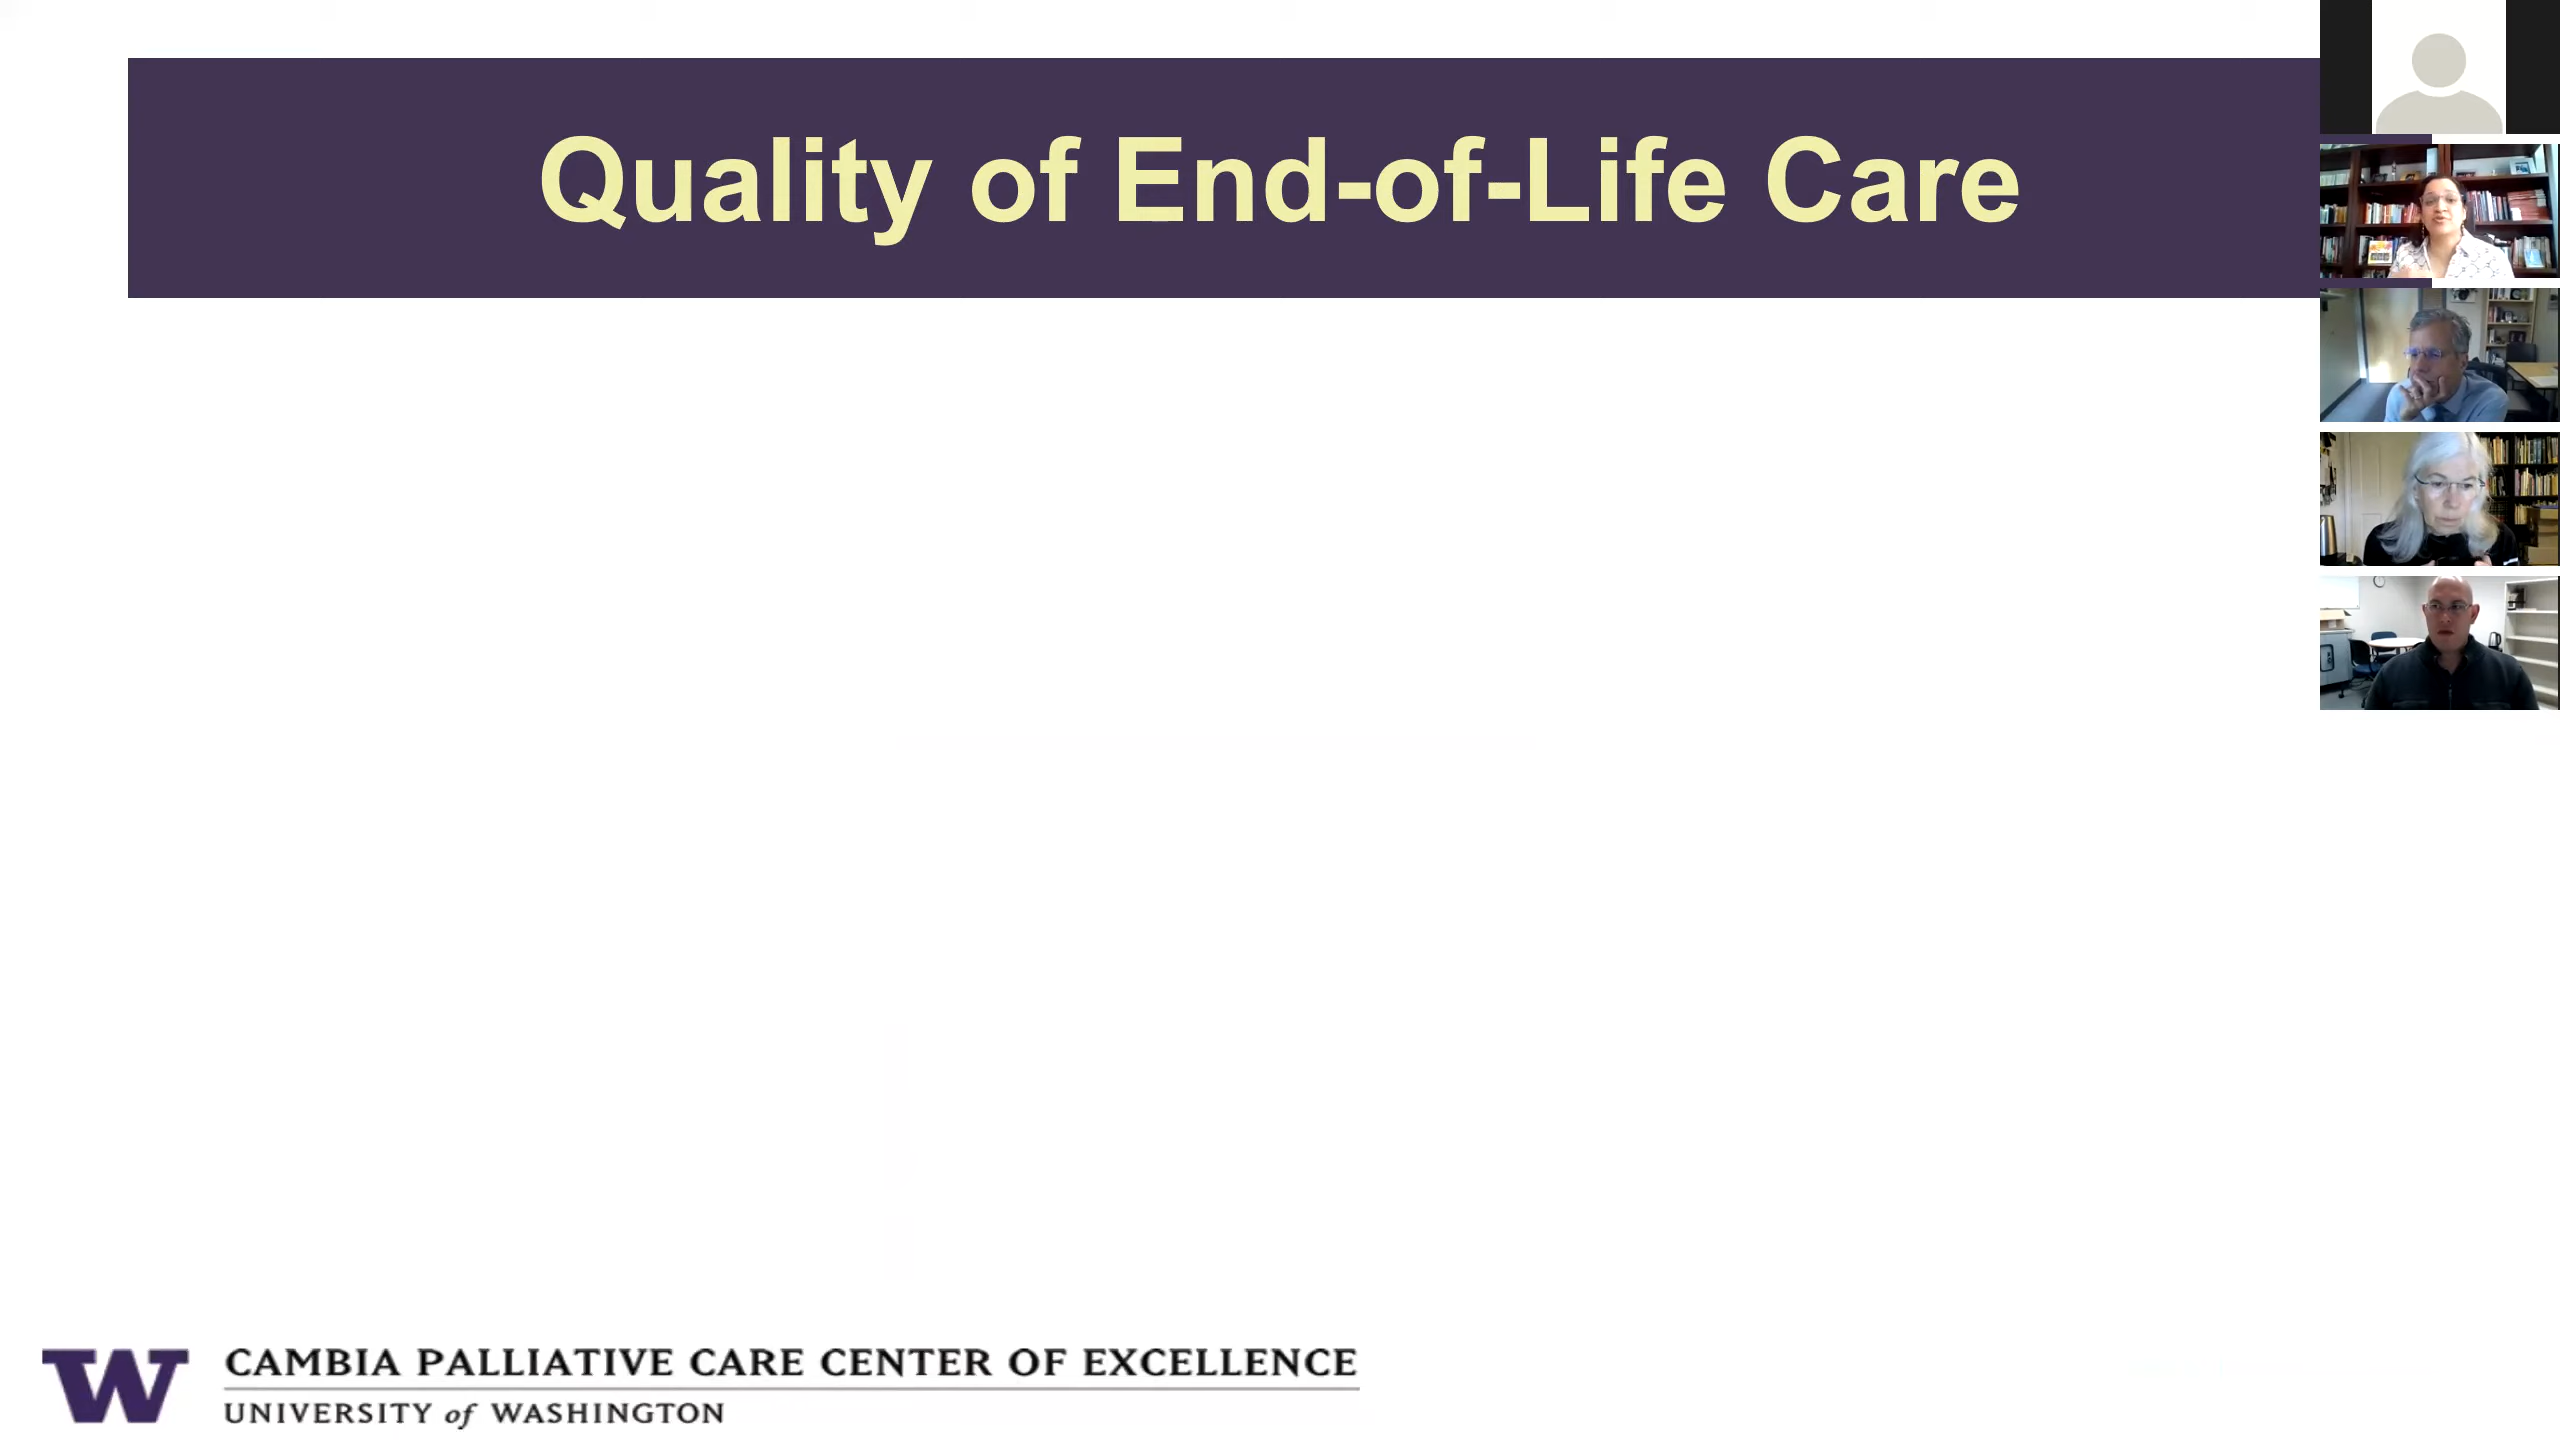 Quality of End-of-Life Care
W CAMBIA PALLIATIVE CARE CENTER OF EXCELLENCE
UNIVERSITY of WASHINGTON